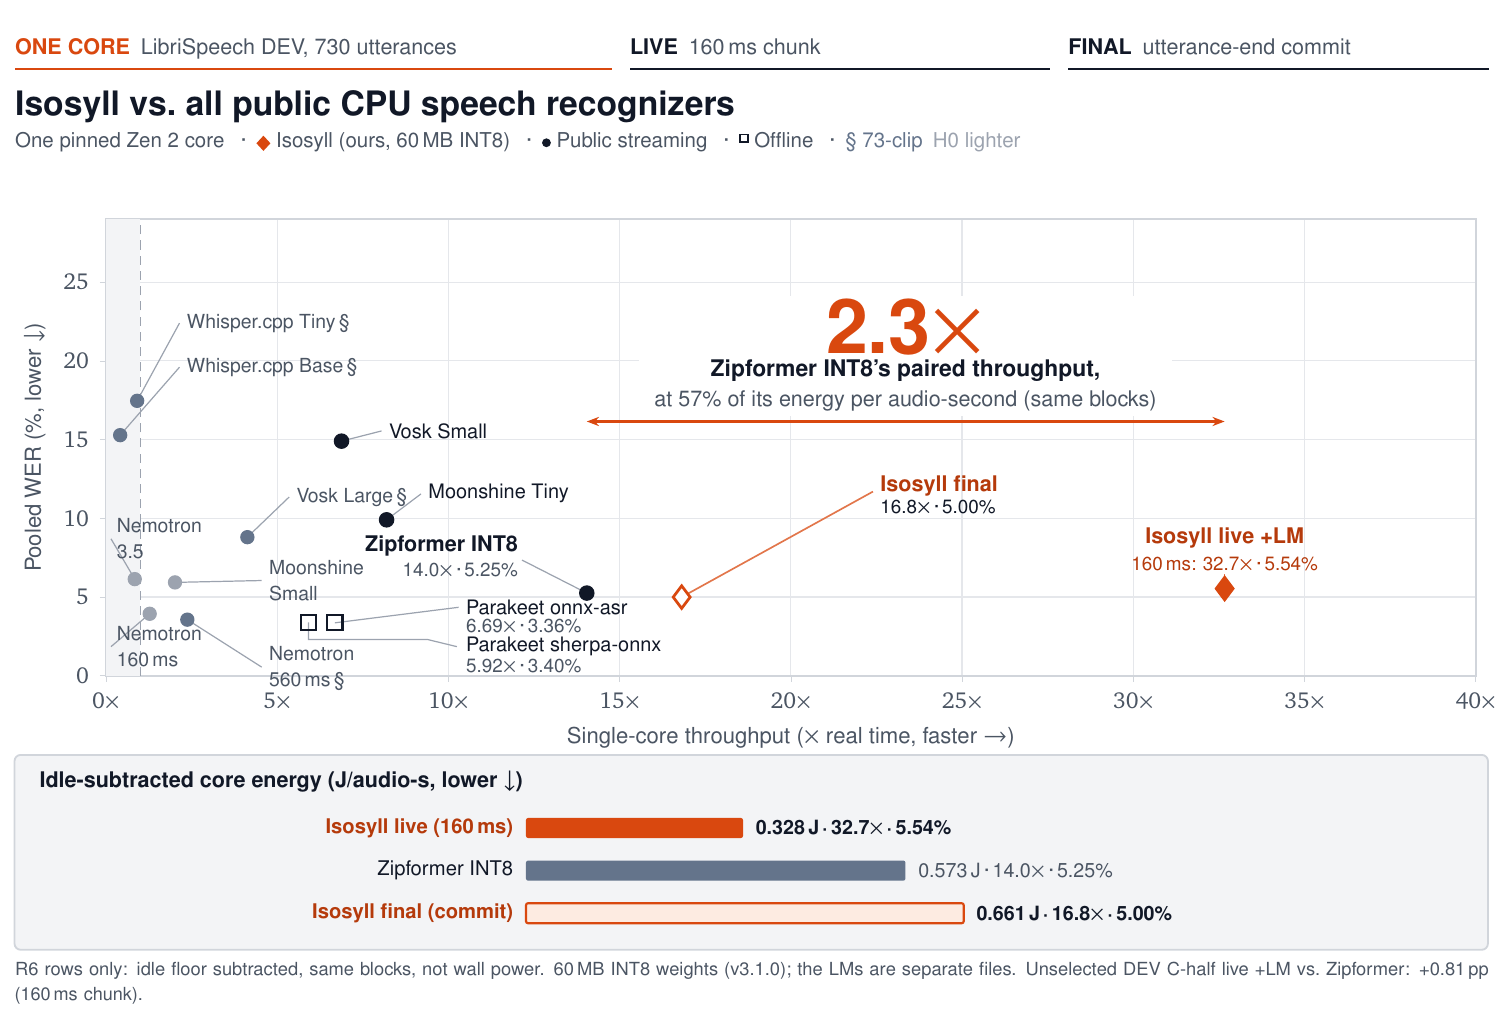 ONE CORE LibriSpeech DEV, 730 utterances
LIVE 160 ms chunk
FINAL utterance-end commit
Isosyll vs. all public CPU speech recognizers
One pinned Zen 2 core · ◆ Isosyll (ours, 60 MB INT8) · ● Public streaming · □ Offline · § 73-clip H0 lighter
Pooled WER (%, lower ↓)
25
20
15
10
5
0
Whisper.cpp Tiny §
Whisper.cpp Base §
2.3×
Zipformer INT8’s paired throughput,
at 57% of its energy per audio-second (same blocks)
Vosk Small
Vosk Large §
Moonshine Tiny
Isosyll final
16.8× · 5.00%
Nemotron
3.5
Zipformer INT8
14.0× · 5.25%
Isosyll live +LM
160 ms: 32.7× · 5.54%
Moonshine
Small
Parakeet onnx-asr
6.69× · 3.36%
Parakeet sherpa-onnx
5.92× · 3.40%
Nemotron
160 ms
Nemotron
560 ms §
0× 5× 10× 15× 20× 25× 30× 35× 40×
Single-core throughput (× real time, faster →)
Idle-subtracted core energy (J/audio-s, lower ↓)
Isosyll live (160 ms) 0.328 J · 32.7× · 5.54%
Zipformer INT8 0.573 J · 14.0× · 5.25%
Isosyll final (commit) 0.661 J · 16.8× · 5.00%
R6 rows only: idle floor subtracted, same blocks, not wall power. 60 MB INT8 weights (v3.1.0); the LMs are separate files. Unselected DEV C-half live +LM vs. Zipformer: +0.81 pp
(160 ms chunk).